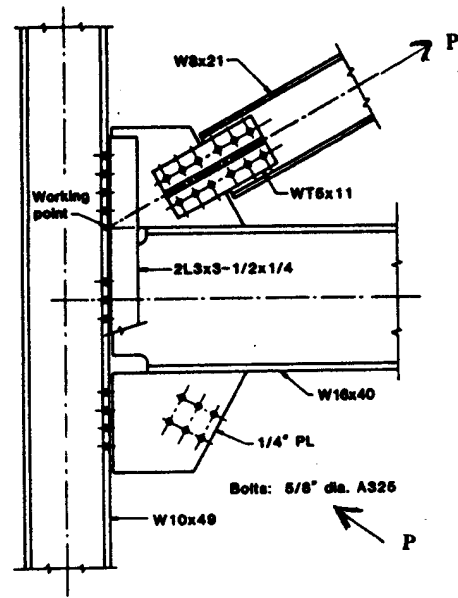 P
W8x21
Working
point
WT5x11
2L3x3-1/2x1/4
W16x40
1/4" PL
Bolts: 5/8" dia. A325
W10x49
P